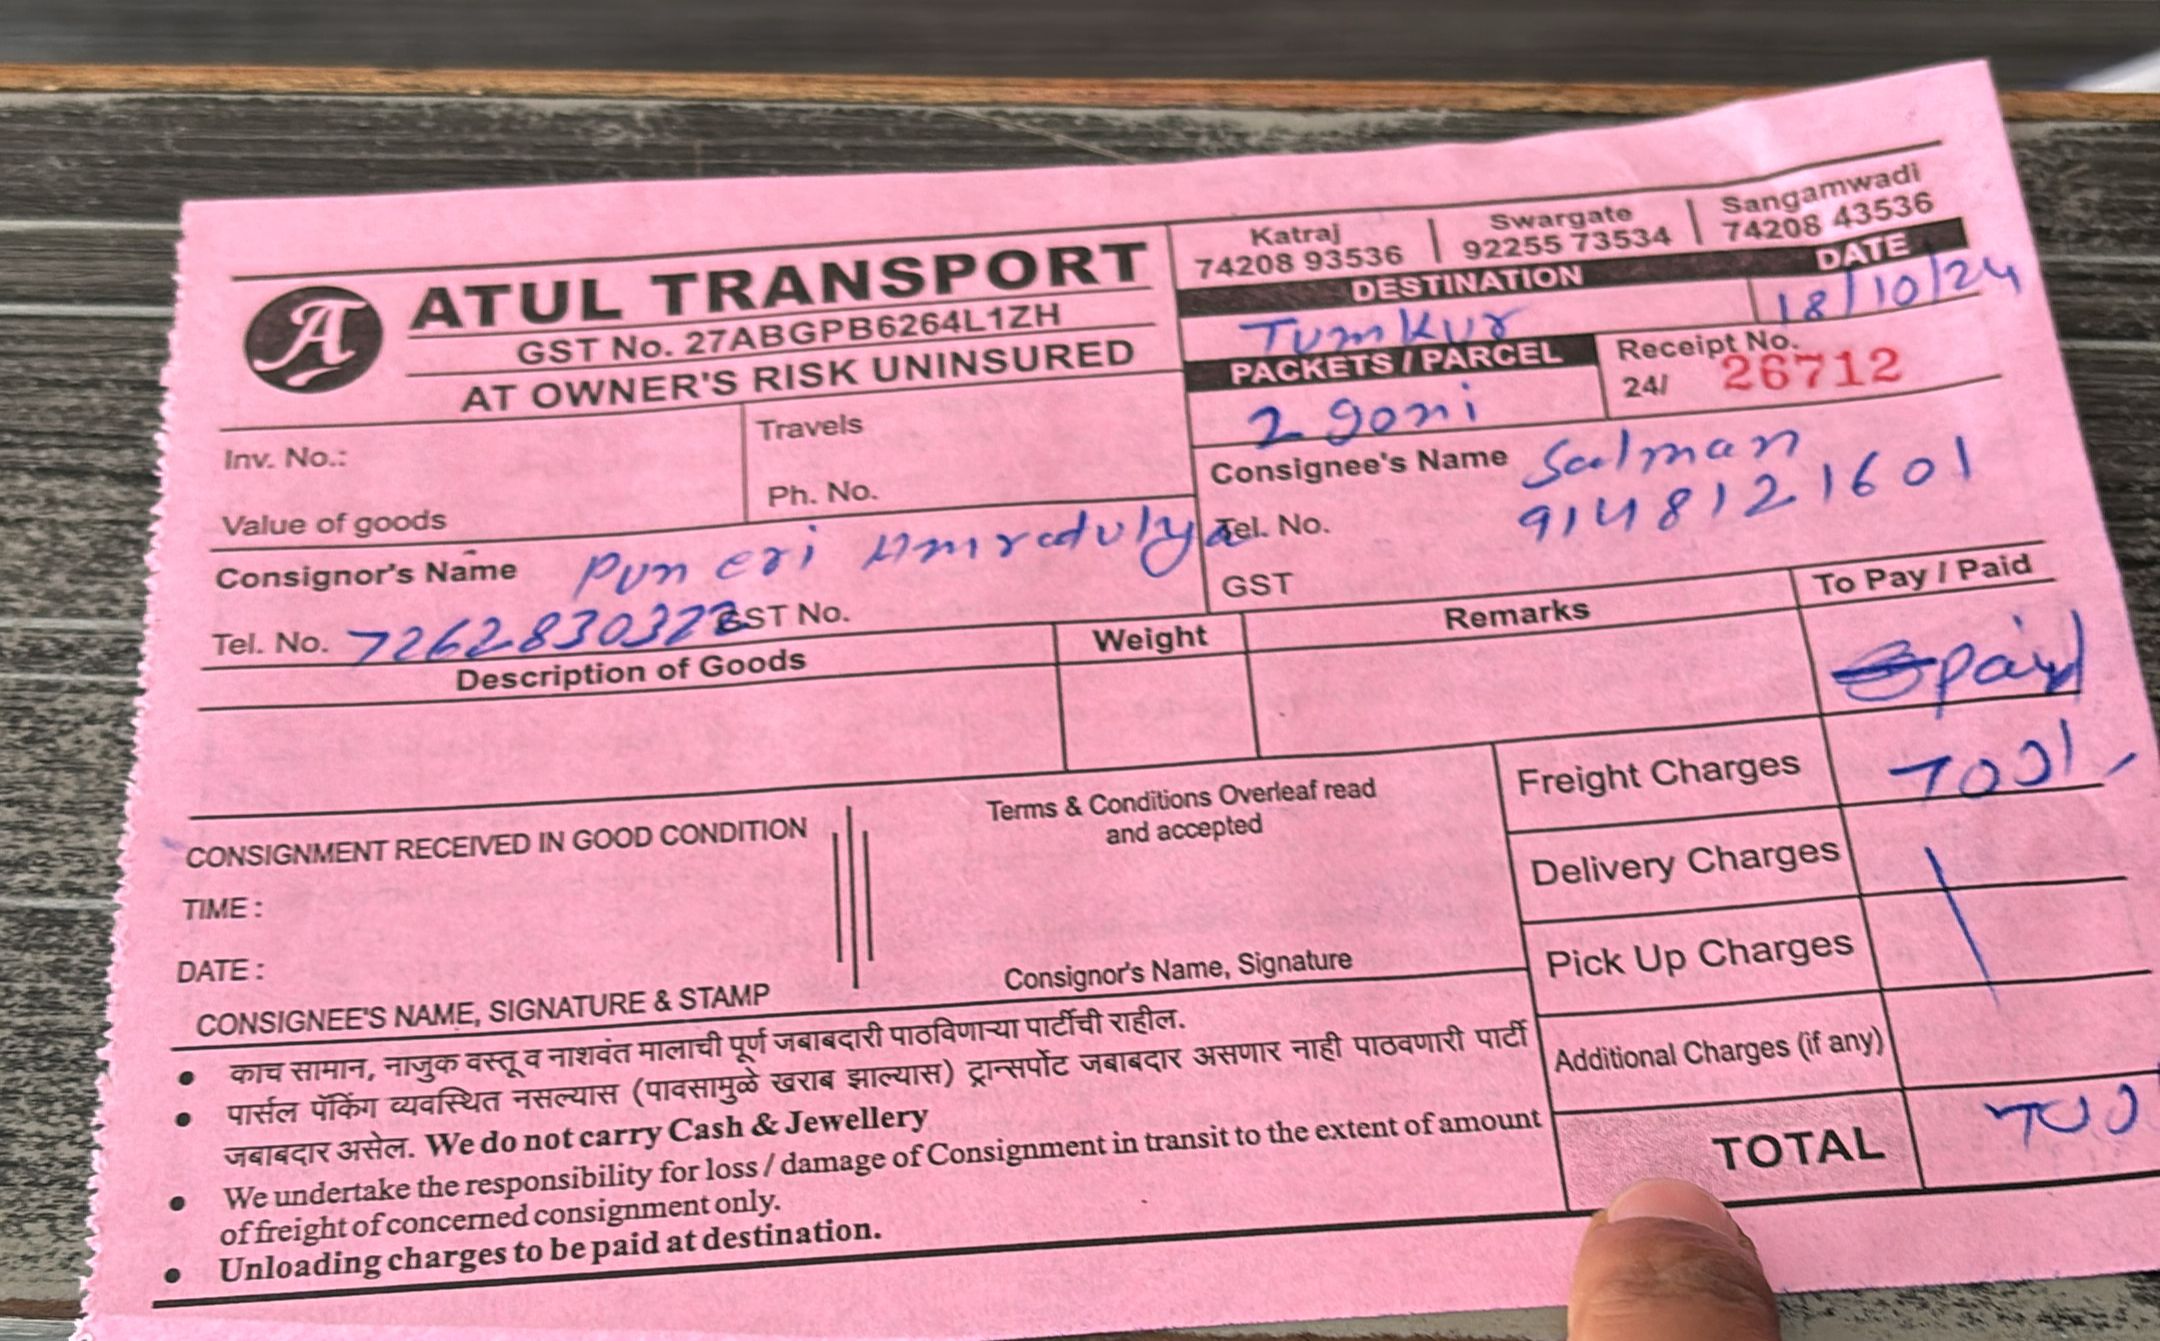 Katraj | Swargate | Sangamwadi
74208 93536 | 92255 73534 | 74208 43536
A ATUL TRANSPORT
GST No. 27ABGPB6264L1ZH
AT OWNER'S RISK UNINSURED
DESTINATION DATE
Tumkur 18/10/24
PACKETS / PARCEL Receipt No.
2 goni 24/ 26712
Inv. No.: Travels
Value of goods Ph. No.
Consignee's Name Salman
Tel. No. 9148121601
GST
Consignor's Name Puneri Amrutulya
Tel. No. 7262830322 GST No.
Description of Goods Weight Remarks To Pay / Paid
paid
Freight Charges 700/-
Delivery Charges
Pick Up Charges
Additional Charges (if any)
TOTAL 700
CONSIGNMENT RECEIVED IN GOOD CONDITION
TIME :
DATE :
CONSIGNEE'S NAME, SIGNATURE & STAMP
Terms & Conditions Overleaf read
and accepted
Consignor's Name, Signature
• काच सामान, नाजुक वस्तू व नाशवंत मालाची पूर्ण जबाबदारी पाठविणाऱ्या पार्टीची राहील.
• पार्सल पॅकिंग व्यवस्थित नसल्यास (पावसामुळे खराब झाल्यास) ट्रान्सपोर्ट जबाबदार असणार नाही पाठवणारी पार्टी
जबाबदार असेल. We do not carry Cash & Jewellery
• We undertake the responsibility for loss / damage of Consignment in transit to the extent of amount
of freight of concerned consignment only.
• Unloading charges to be paid at destination.